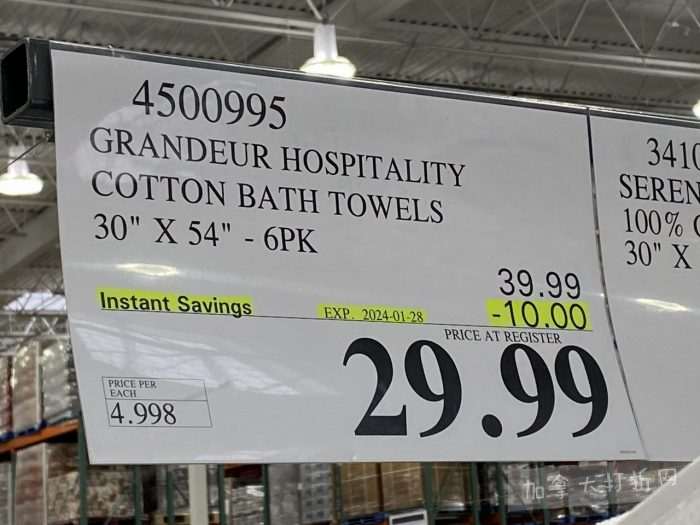 4500995
GRANDEUR HOSPITALITY
COTTON BATH TOWELS
30" X 54" - 6PK
39.99
Instant Savings EXP. 2024-01-28 -10.00
PRICE AT REGISTER
29.99
PRICE PER
EACH
4.998
3410
SEREN
100%
30" X
加拿大打折网